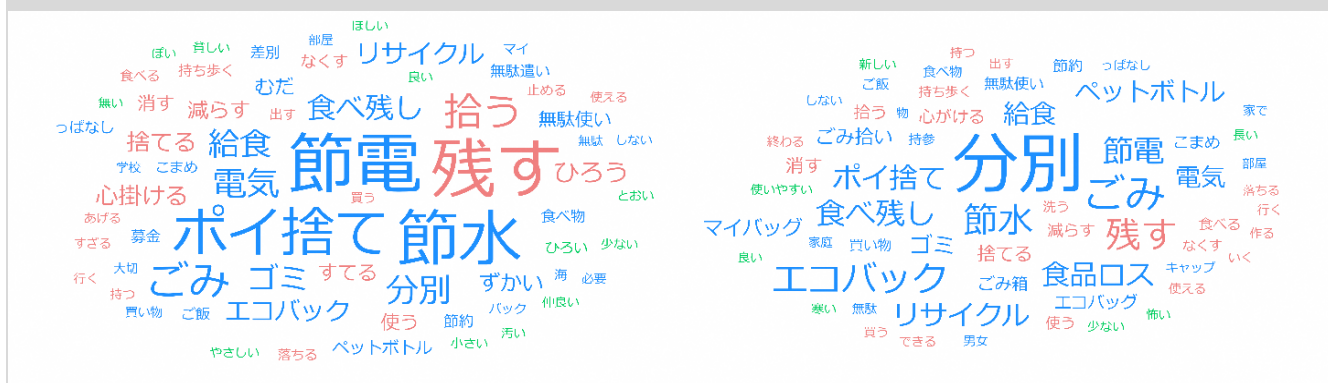 ほしい
ぽい 貧しい 差別 部屋 リサイクル マイ
食べる 持ち歩く なくす 良い 無駄遣い
無い 消す 減らす むだ 出す 食べ残し 拾う 止める 使える
っぱなし 捨てる 給食 節電 残す 無駄使い 無駄 しない
学校 こまめ 電気 ひろう
心掛ける 買う とおい
あげる 募金 ポイ捨て 節水 食べ物
すざる ひろい 少ない
行く 大切 ごみ ゴミ すてる 分別 ずかい 海 必要
持つ 買い物 ご飯 エコバック 使う 節約 バック 仲良い
やさしい 落ちる ペットボトル 小さい 汚い
持つ
新しい 食べ物 出す 節約 っぱなし
ご飯 持ち歩く 無駄使い ペットボトル
しない 拾う 物 心がける 給食 家で
終わる ごみ拾い 持参 分別 節電 こまめ 長い
消す ポイ捨て ごみ 電気 部屋
使いやすい 食べ残し 節水 洗う 落ちる
マイバッグ 減らす 残す 食べる 行く
家庭 買い物 ゴミ 捨てる なくす 作る
良い エコバック ごみ箱 食品ロス キャップ いく
寒い 無駄 リサイクル エコバッグ 使える
買う できる 男女 使う 少ない 怖い